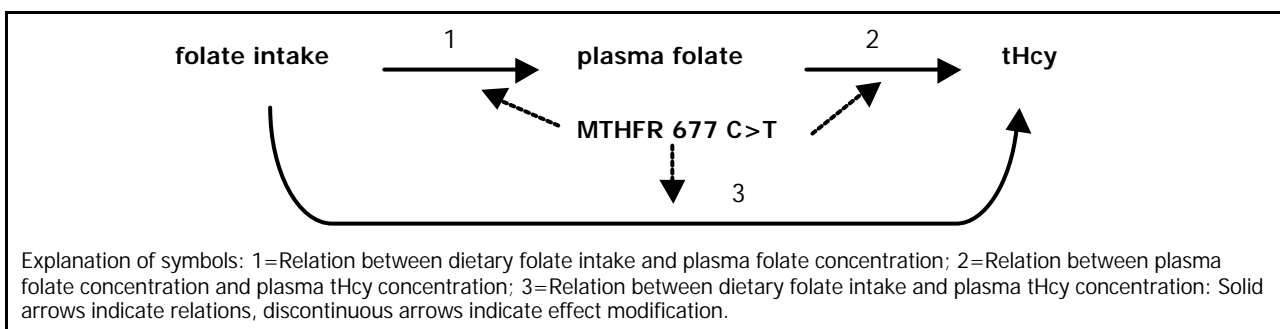 1
2
folate intake
plasma folate
tHcy
MTHFR 677 C>T
3
Explanation of symbols: 1=Relation between dietary folate intake and plasma folate concentration; 2=Relation between plasma
folate concentration and plasma tHcy concentration; 3=Relation between dietary folate intake and plasma tHcy concentration: Solid
arrows indicate relations, discontinuous arrows indicate effect modification.